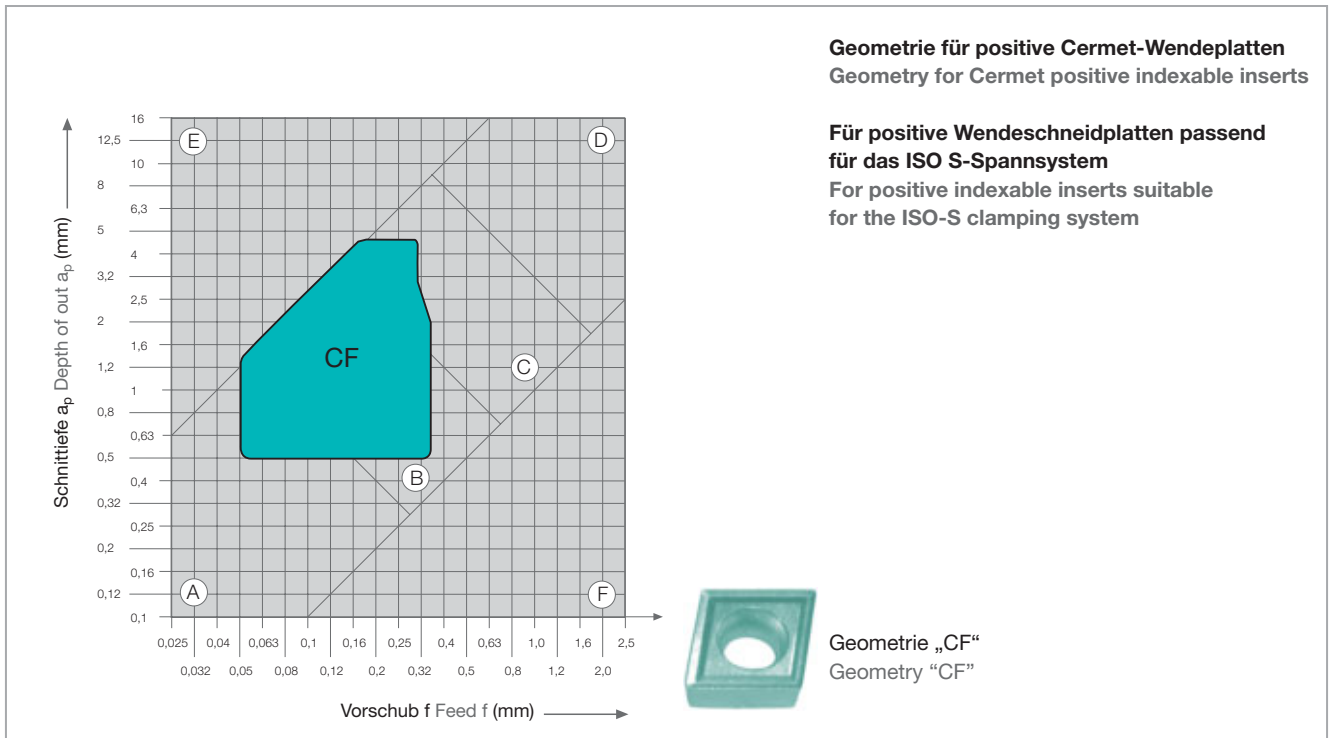 Geometrie für positive Cermet-Wendeplatten
Geometry for Cermet positive indexable inserts
Für positive Wendeschneidplatten passend
für das ISO S-Spannsystem
For positive indexable inserts suitable
for the ISO-S clamping system
Schnitttiefe ap Depth of out ap (mm)
16
12,5
10
8
6,3
5
4
3,2
2,5
2
1,6
1,2
1
0,8
0,63
0,5
0,4
0,32
0,25
0,2
0,16
0,12
0,1
E
D
CF
C
B
A
F
0,025 0,04 0,063 0,1 0,16 0,25 0,4 0,63 1,0 1,6 2,5
0,032 0,05 0,08 0,12 0,2 0,32 0,5 0,8 1,2 2,0
Vorschub f Feed f (mm)
Geometrie „CF“
Geometry “CF”